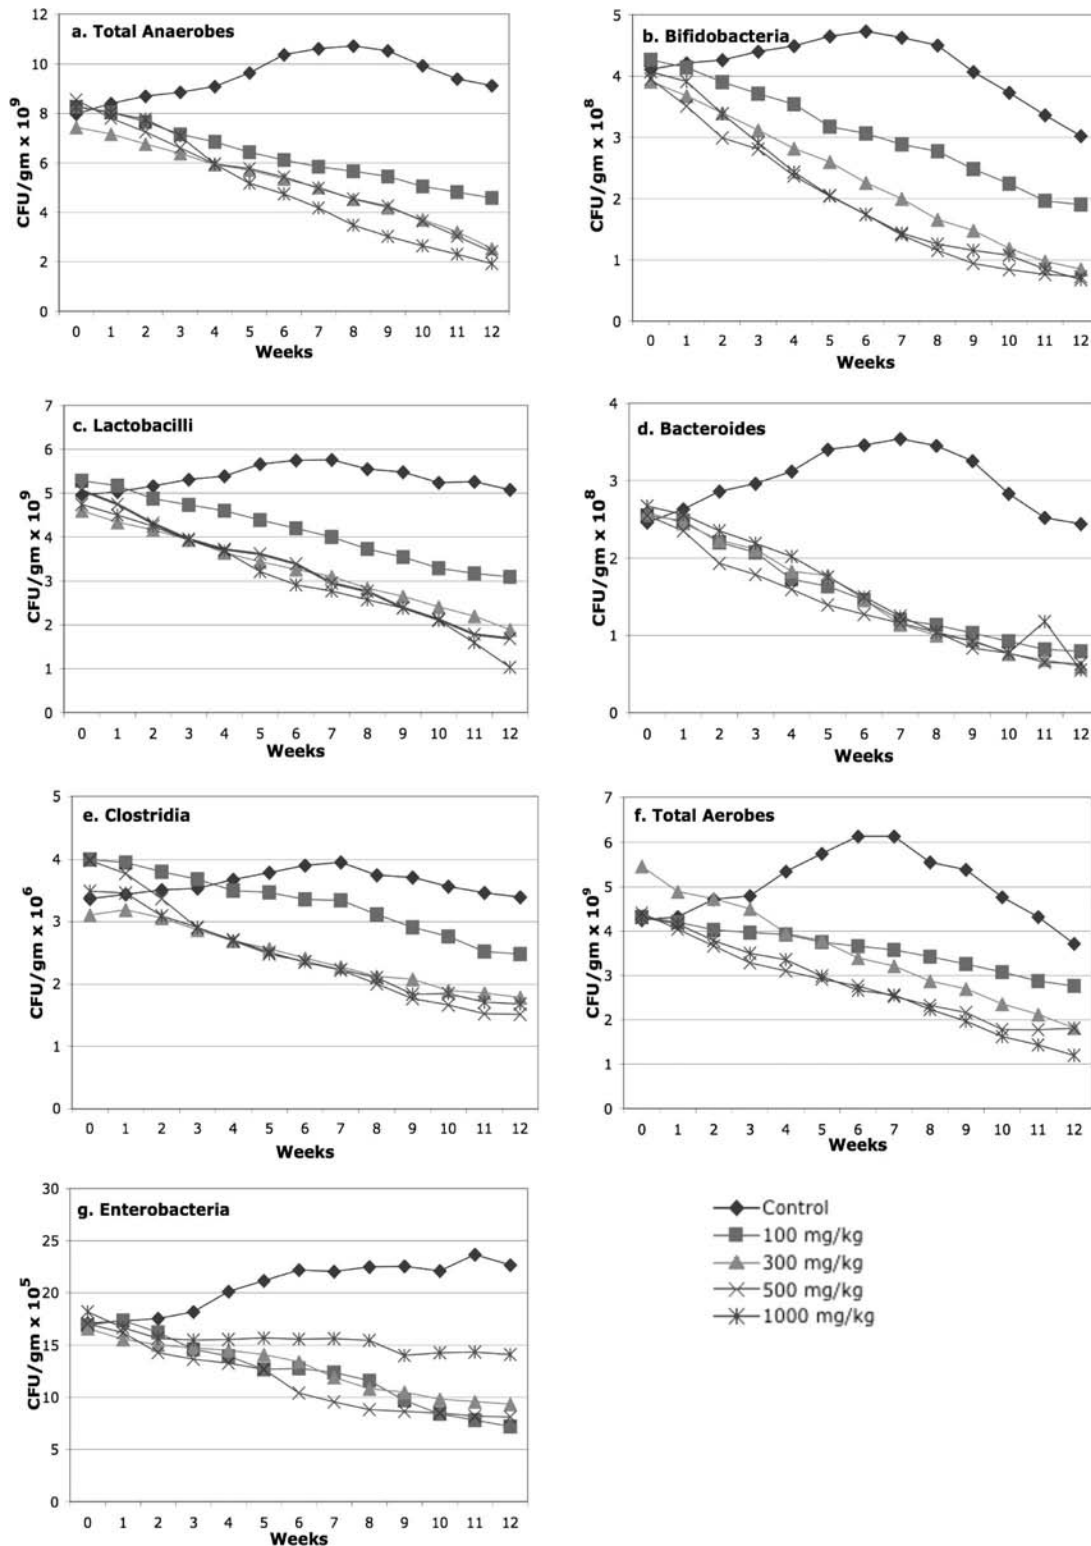 a. Total Anaerobes
12
10
8
6
4
2
0
CFU/gm x 10⁹
0 1 2 3 4 5 6 7 8 9 10 11 12
Weeks
b. Bifidobacteria
5
4
3
2
1
0
CFU/gm x 10⁸
0 1 2 3 4 5 6 7 8 9 10 11 12
Weeks
c. Lactobacilli
7
6
5
4
3
2
1
0
CFU/gm x 10⁹
0 1 2 3 4 5 6 7 8 9 10 11 12
Weeks
d. Bacteroides
4
3
2
1
0
CFU/gm x 10⁸
0 1 2 3 4 5 6 7 8 9 10 11 12
Weeks
e. Clostridia
5
4
3
2
1
0
CFU/gm x 10⁶
0 1 2 3 4 5 6 7 8 9 10 11 12
Weeks
f. Total Aerobes
7
6
5
4
3
2
1
0
CFU/gm x 10⁹
0 1 2 3 4 5 6 7 8 9 10 11 12
Weeks
g. Enterobacteria
30
25
20
15
10
5
0
CFU/gm x 10⁵
0 1 2 3 4 5 6 7 8 9 10 11 12
Weeks
Control
100 mg/kg
300 mg/kg
500 mg/kg
1000 mg/kg